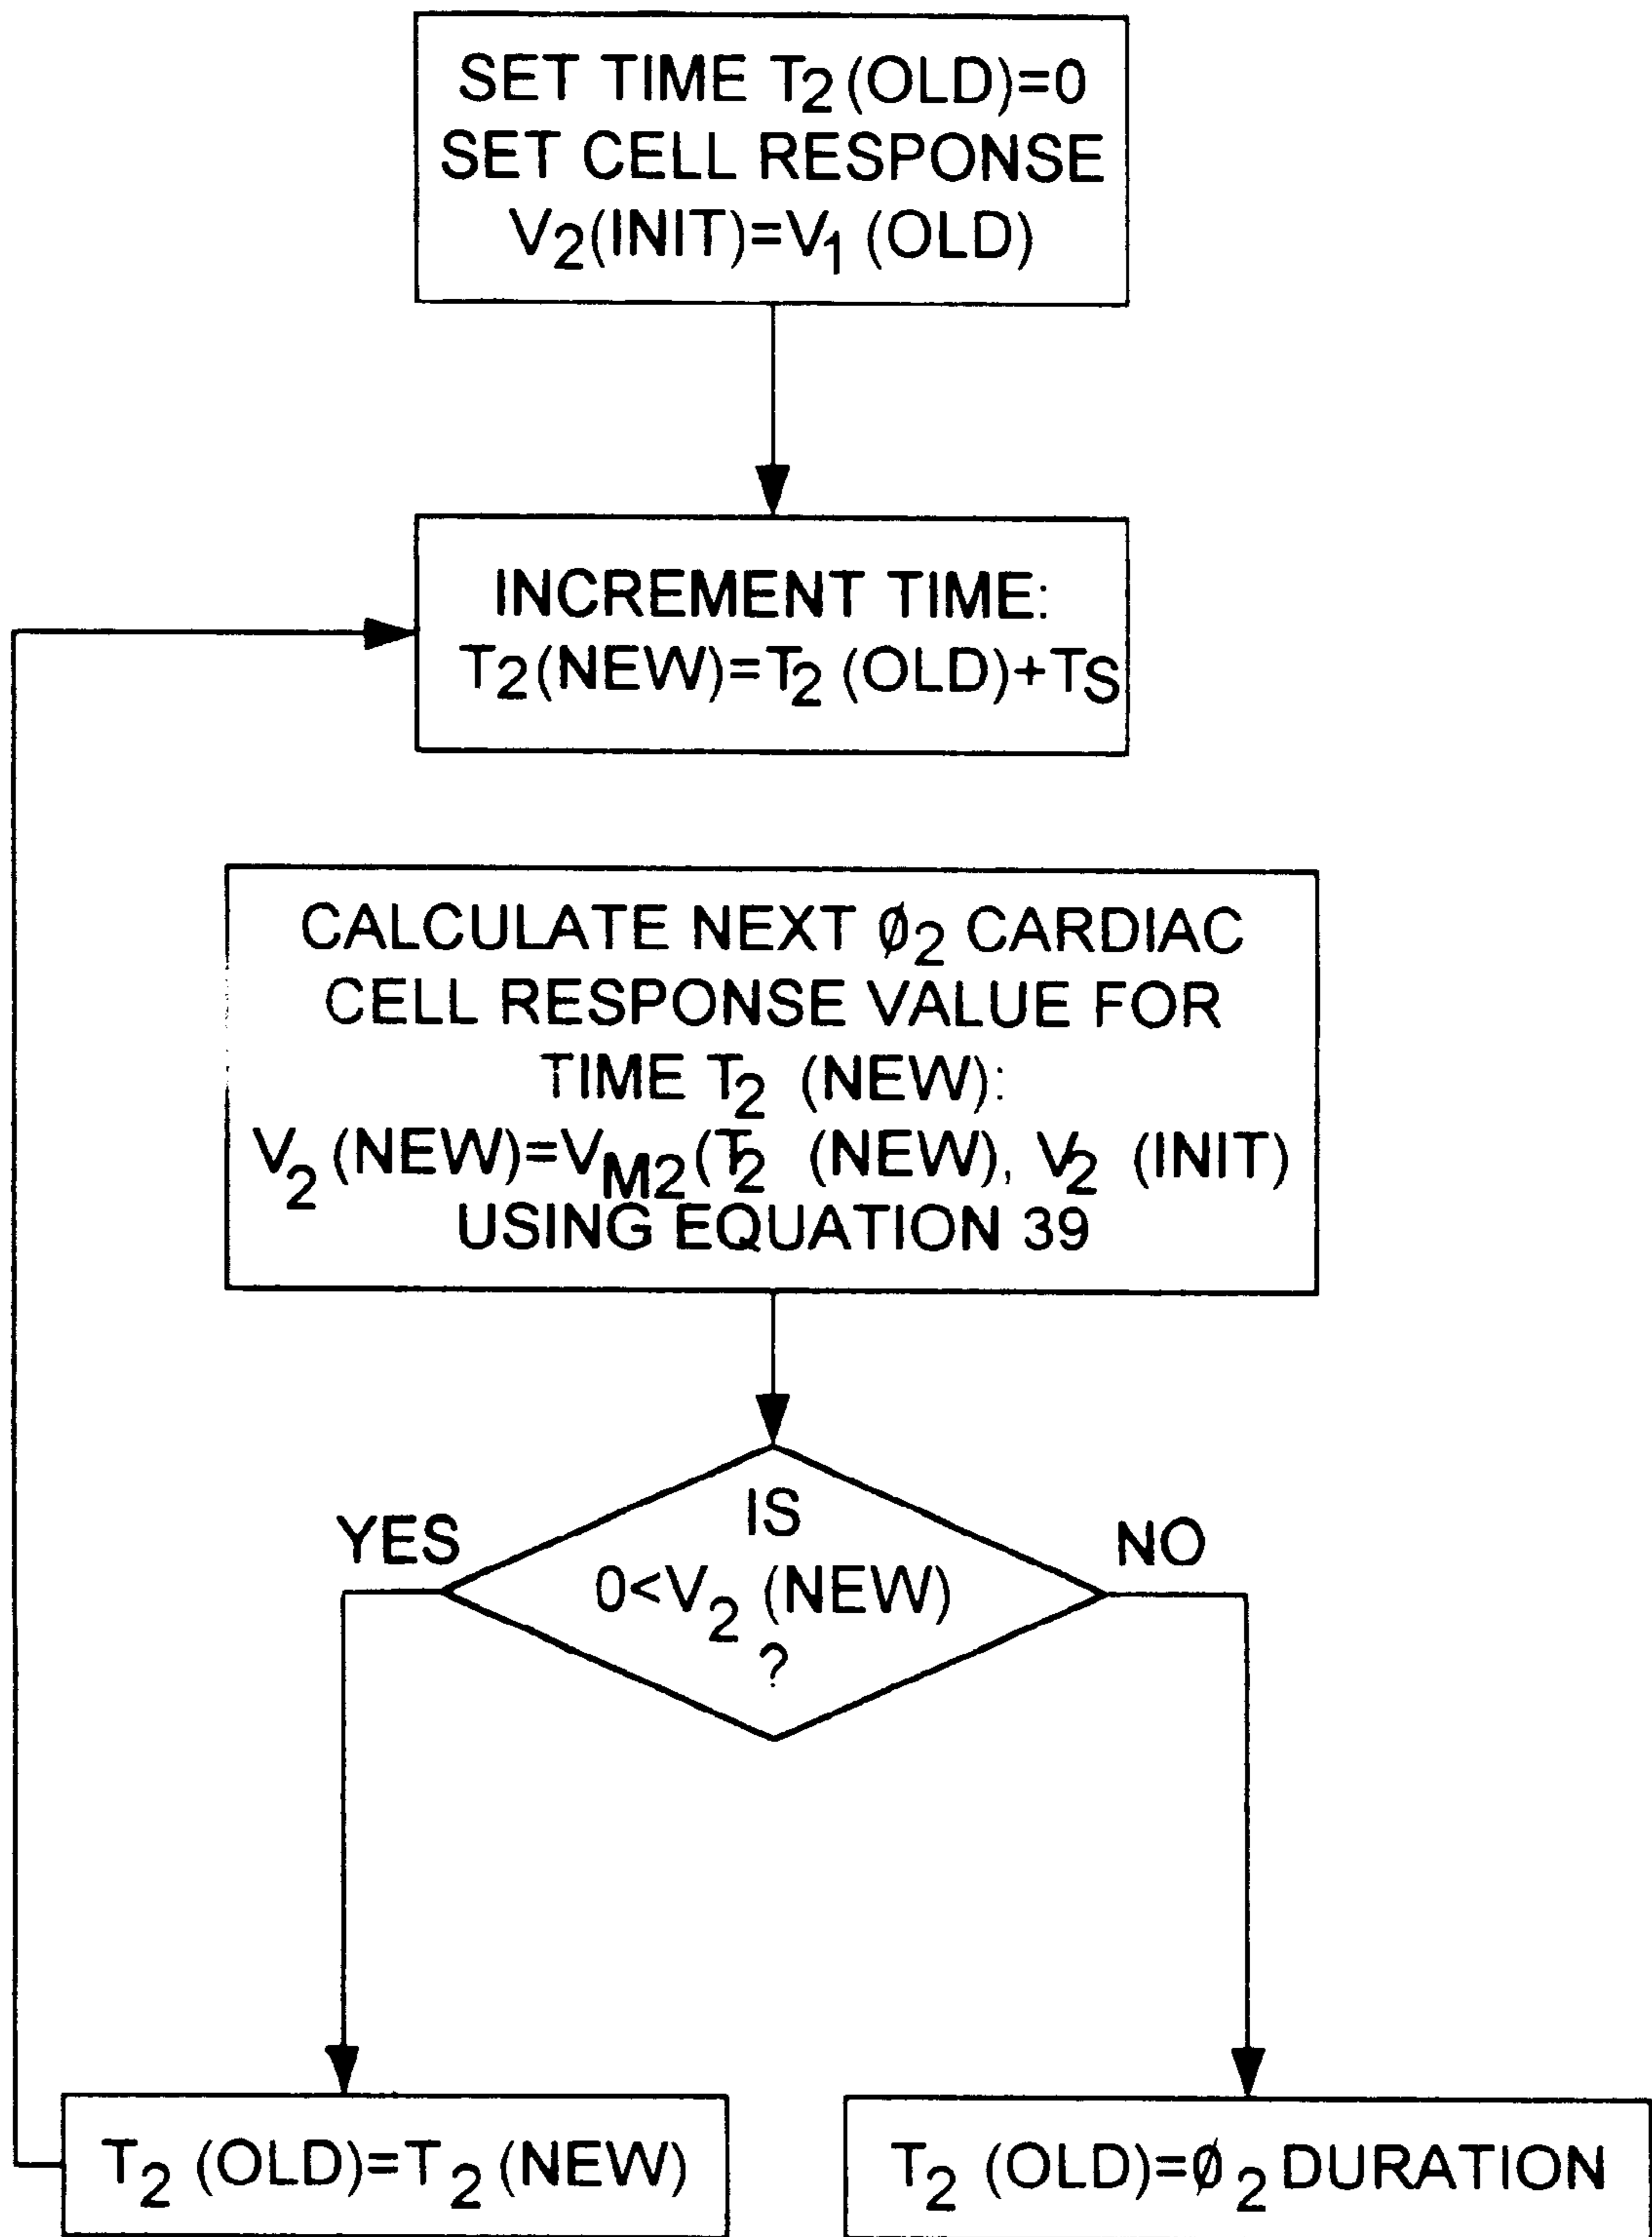 SET TIME T2 (OLD)=0
SET CELL RESPONSE
V2(INIT)=V1 (OLD)
INCREMENT TIME:
T2(NEW)=T2 (OLD)+TS
CALCULATE NEXT ϕ2 CARDIAC
CELL RESPONSE VALUE FOR
TIME T2 (NEW):
V2 (NEW)=VM2(T2 (NEW), V2 (INIT)
USING EQUATION 39
IS
0<V2 (NEW)
?
YES
NO
T2 (OLD)=T2 (NEW)
T2 (OLD)=ϕ2 DURATION